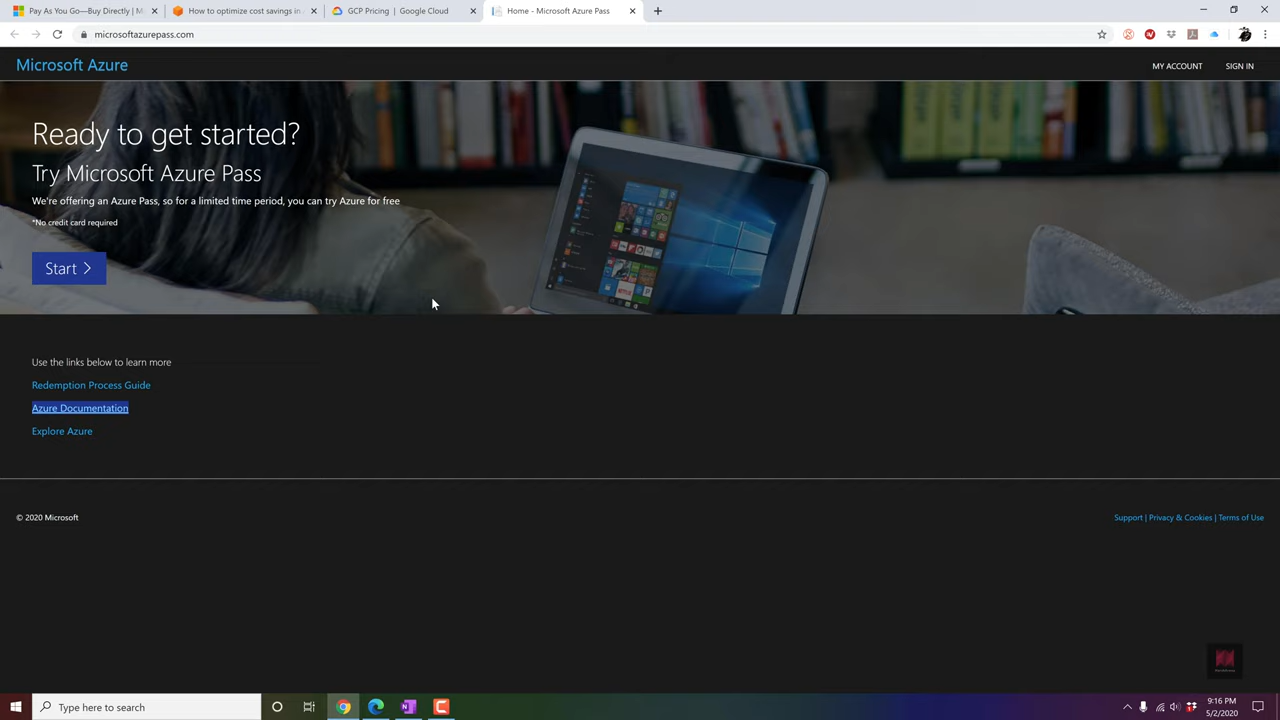 Pay As You Go—Buy Directly | M
How to optimize cost savings in
GCP Pricing | Google Cloud
Home - Microsoft Azure Pass
microsoftazurepass.com
Microsoft Azure
MY ACCOUNT
SIGN IN
Ready to get started?
Try Microsoft Azure Pass
We're offering an Azure Pass, so for a limited time period, you can try Azure for free
*No credit card required
Start
Use the links below to learn more
Redemption Process Guide
Azure Documentation
Explore Azure
© 2020 Microsoft
Support | Privacy & Cookies | Terms of Use
Type here to search
9:16 PM
5/2/2020